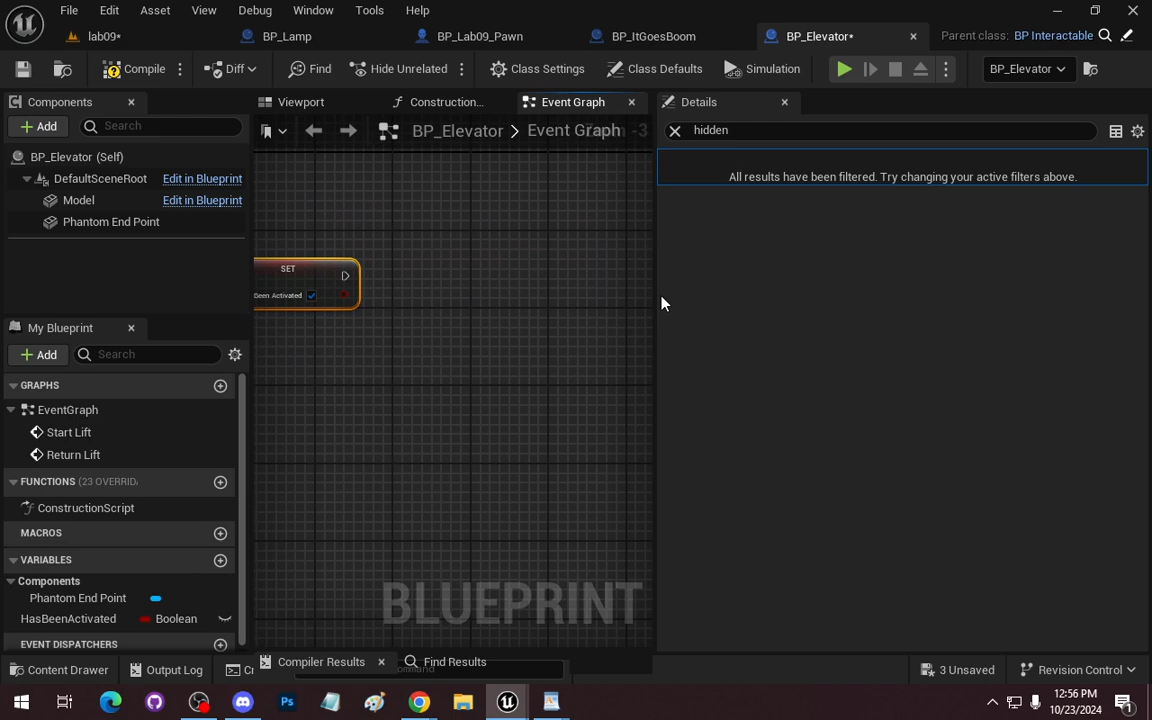 File Edit Asset View Debug Window Tools Help
lab09* BP_Lamp BP_Lab09_Pawn BP_ItGoesBoom BP_Elevator* Parent class: BP Interactable
Compile Diff Find Hide Unrelated Class Settings Class Defaults Simulation BP_Elevator
Components Viewport Construction... Event Graph Details
Add Search BP_Elevator Event Graph hidden
BP_Elevator (Self)
DefaultSceneRoot Edit in Blueprint All results have been filtered. Try changing your active filters above.
Model Edit in Blueprint
Phantom End Point
SET
Been Activated
My Blueprint
Add Search
GRAPHS
EventGraph
Start Lift
Return Lift
FUNCTIONS (23 OVERRID
ConstructionScript
MACROS
VARIABLES
Components
Phantom End Point
HasBeenActivated Boolean
BLUEPRINT
EVENT DISPATCHERS
Compiler Results Find Results
Content Drawer Output Log 3 Unsaved Revision Control
12:56 PM
10/23/2024
1